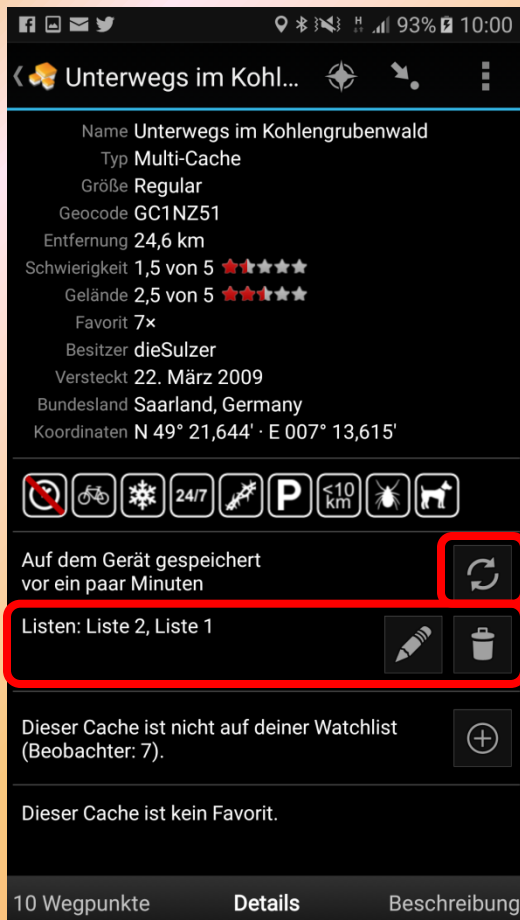 93% 10:00
Unterwegs im Kohl...
Name Unterwegs im Kohlengrubenwald
Typ Multi-Cache
Größe Regular
Geocode GC1NZ51
Entfernung 24,6 km
Schwierigkeit 1,5 von 5
Gelände 2,5 von 5
Favorit 7×
Besitzer dieSulzer
Versteckt 22. März 2009
Bundesland Saarland, Germany
Koordinaten N 49° 21,644' · E 007° 13,615'
24/7 P <10 km
Auf dem Gerät gespeichert
vor ein paar Minuten
Listen: Liste 2, Liste 1
Dieser Cache ist nicht auf deiner Watchlist
(Beobachter: 7).
Dieser Cache ist kein Favorit.
10 Wegpunkte Details Beschreibung